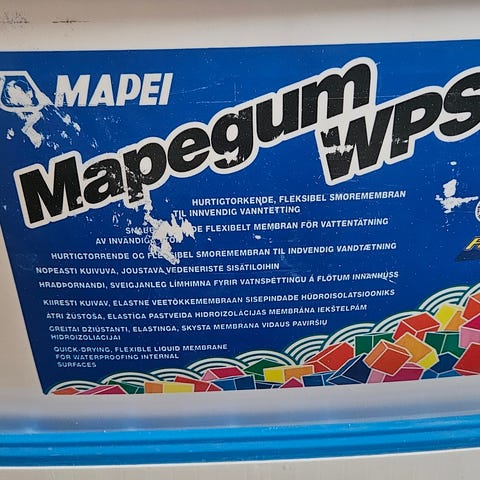 MAPEI
Mapegum
WPS
HURTIGTORKENDE, FLEKSIBEL SMØREMEMBRAN
TIL INNVENDIG VANNTETTING
FLEXIBELT MEMBRAN FÖR VATTENTÄTNING
AV INVÄNDIGA
HURTIGTORRENDE OG FLEKSIBEL SMØREMEMBRAN TIL INDVENDIG VANDTÆTNING
NOPEASTI KUIVUVA, JOUSTAVA VEDENERISTE SISÄTILOIHIN
HRAÐÞORNANDI, SVEIGJANLEG LÍMHIMNA FYRIR VATNSÞÉTTINGU Á FLÖTUM INNANHÚSS
KIIRESTI KUIVAV, ELASTNE VEETÕKKEMEMBRAAN SISEPINDADE HÜDROISOLATSIOONIKS
ĀTRI ŽŪSTOŠA, ELASTĪGA PASTVEIDA HIDROIZOLĀCIJAS MEMBRĀNA IEKŠTELPĀM
GREITAI DŽIŪSTANTI, ELASTINGA, SKYSTA MEMBRANA VIDAUS PAVIRŠIŲ
HIDROIZOLIACIJAI
QUICK-DRYING, FLEXIBLE LIQUID MEMBRANE
FOR WATERPROOFING INTERNAL
SURFACES